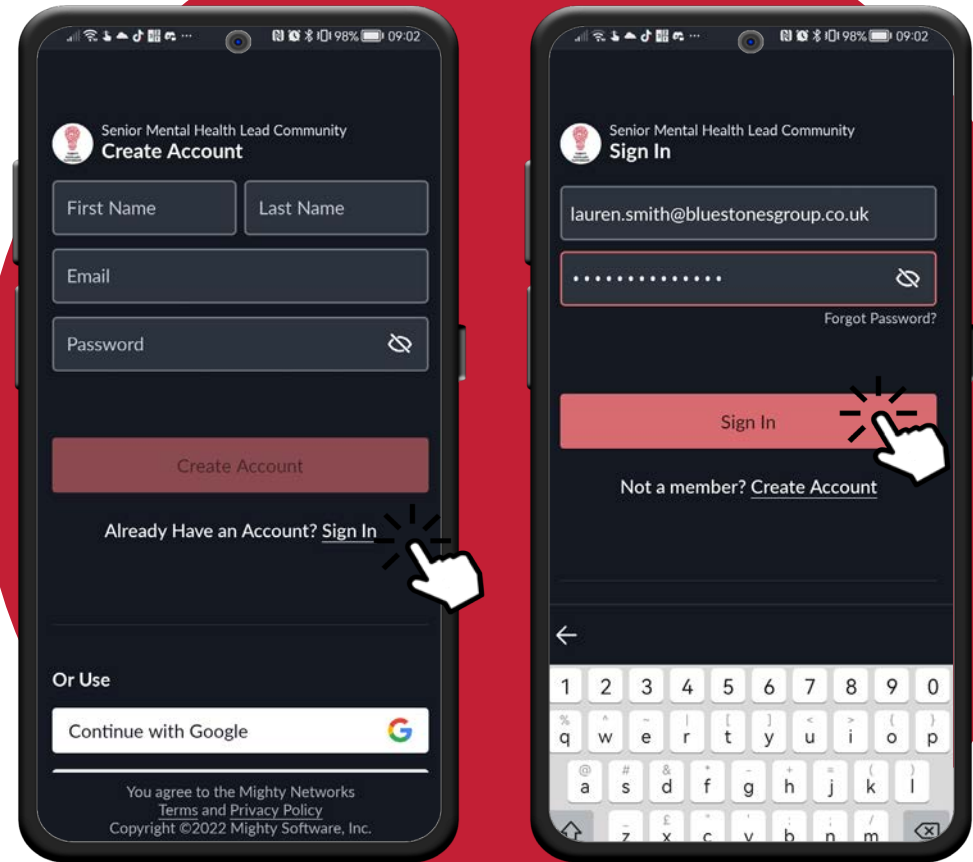 98% 09:02
Senior Mental Health Lead Community
Create Account
First Name
Last Name
Email
Password
Create Account
Already Have an Account? Sign In
Or Use
Continue with Google
You agree to the Mighty Networks
Terms and Privacy Policy
Copyright ©2022 Mighty Software, Inc.
98% 09:02
Senior Mental Health Lead Community
Sign In
lauren.smith@bluestonesgroup.co.uk
••••••••••••••
Forgot Password?
Sign In
Not a member? Create Account
1 2 3 4 5 6 7 8 9 0
% ^ ~ | [ ] < > { }
q w e r t y u i o p
@ # & * - + = ( )
a s d f g h j k l
z x c v b n m